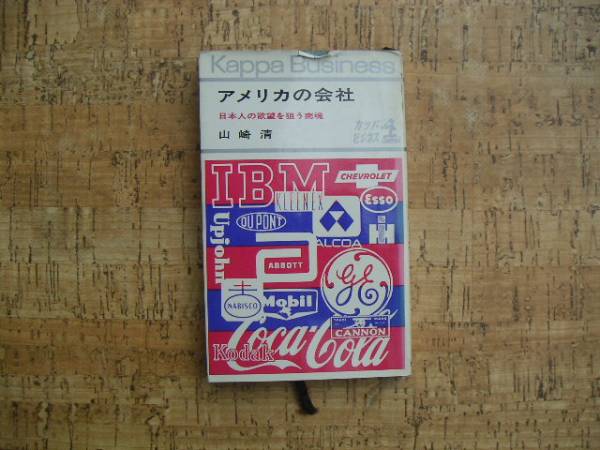 Kappa Business
アメリカの会社
日本人の欲望を狙う商魂
山崎清
カッパ
ビジネス
IBM
CHEVROLET
KLEENEX
Esso
DU PONT
Upjohn
ALCOA
IH
ABBOTT
GE
NABISCO
Mobil
CANNON
Coca-Cola
Kodak